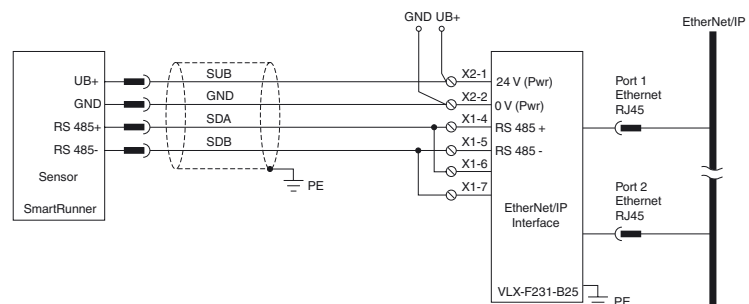 GND UB+
EtherNet/IP
UB+
SUB
X2-1
24 V (Pwr)
GND
GND
X2-2
0 V (Pwr)
RS 485+
SDA
X1-4
RS 485 +
RS 485-
SDB
X1-5
RS 485 -
X1-6
X1-7
Sensor
SmartRunner
PE
Port 1
Ethernet
RJ45
Port 2
Ethernet
RJ45
EtherNet/IP
Interface
VLX-F231-B25
PE